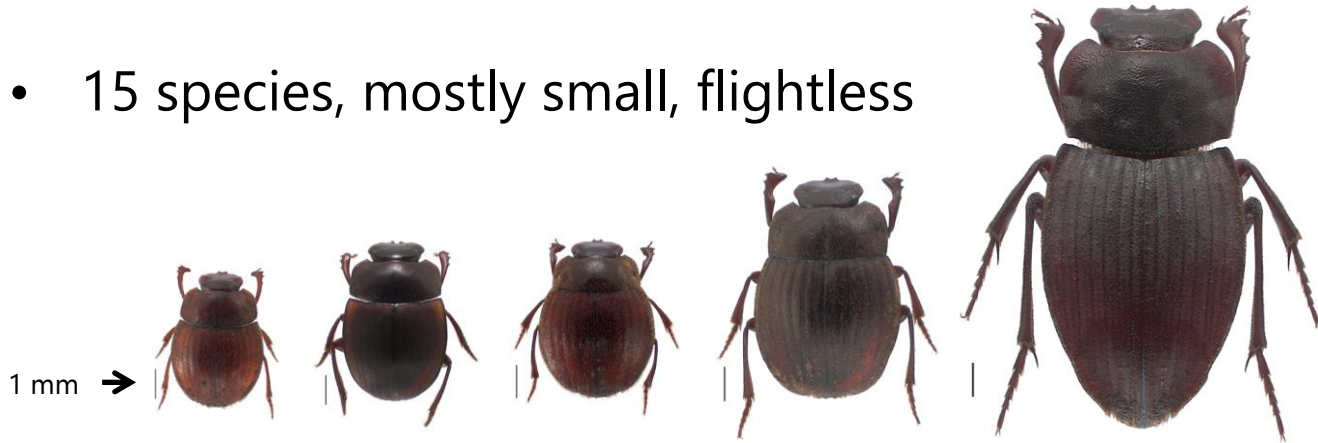 • 15 species, mostly small, flightless
1 mm →